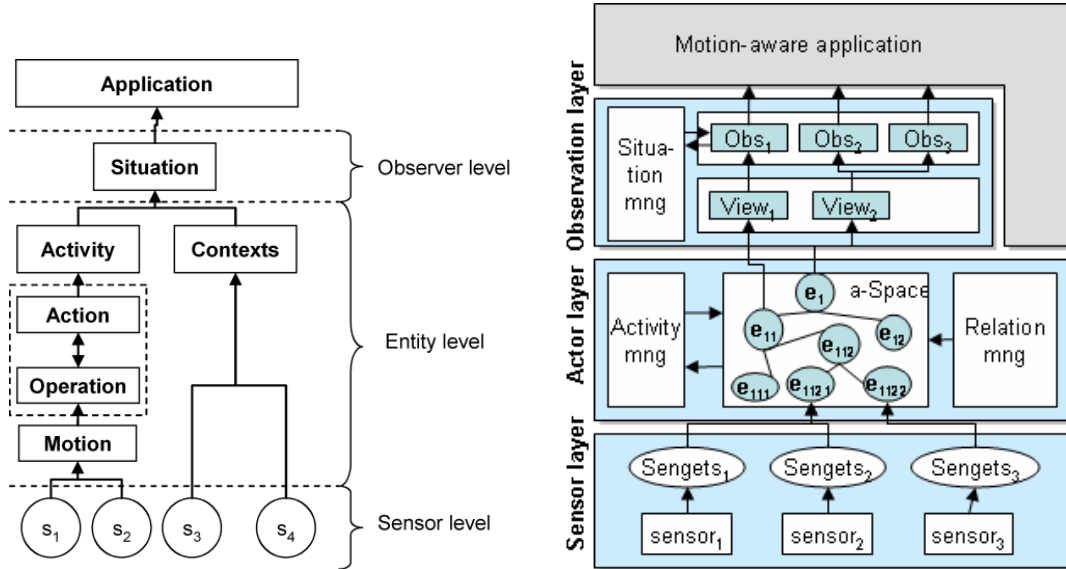 Application
Situation
Observer level
Activity
Contexts
Action
Entity level
Operation
Motion
s1
s2
s3
s4
Sensor level
Motion-aware application
Observation layer
Situa-
tion
mng
Obs1
Obs2
Obs3
View1
View2
Actor layer
Activity
mng
e1
a-Space
e11
e112
e12
e111
e1121
e1122
Relation
mng
Sensor layer
Sengets1
Sengets2
Sengets3
sensor1
sensor2
sensor3